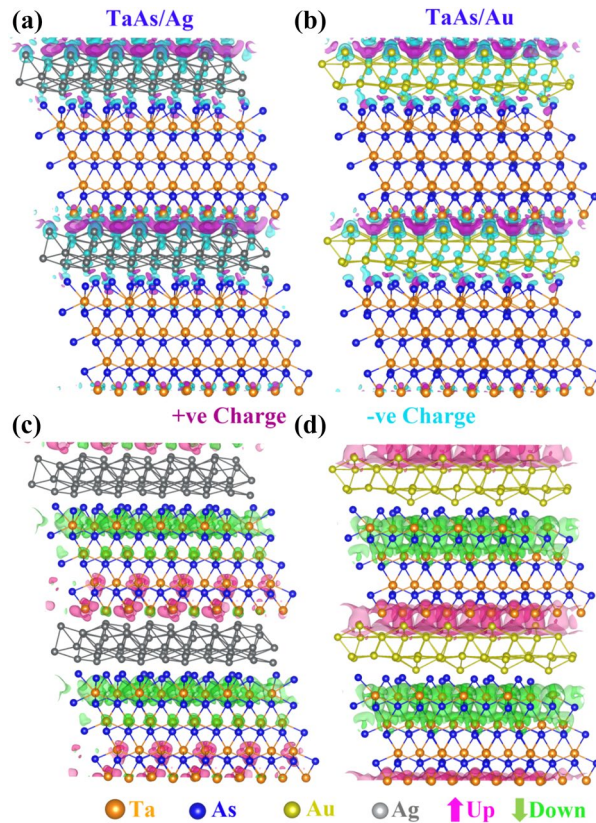 (a) TaAs/Ag
(b) TaAs/Au
+ve Charge
-ve Charge
(c)
(d)
Ta As Au Ag Up Down